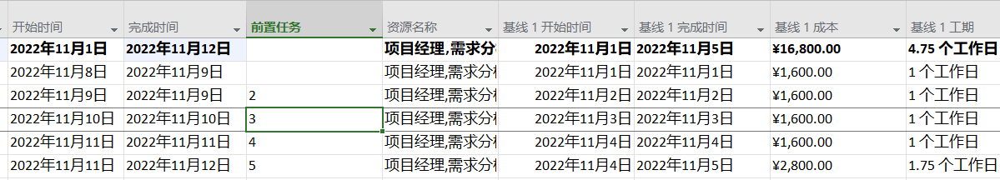 开始时间 完成时间 前置任务 资源名称 基线 1 开始时间 基线 1 完成时间 基线 1 成本 基线 1 工期
2022年11月1日 2022年11月12日 项目经理,需求分 2022年11月1日 2022年11月5日 ¥16,800.00 4.75 个工作日
2022年11月8日 2022年11月9日 项目经理,需求分析 2022年11月1日 2022年11月1日 ¥1,600.00 1 个工作日
2022年11月9日 2022年11月9日 2 项目经理,需求分析 2022年11月2日 2022年11月2日 ¥1,600.00 1 个工作日
2022年11月10日 2022年11月10日 3 项目经理,需求分析 2022年11月3日 2022年11月3日 ¥1,600.00 1 个工作日
2022年11月11日 2022年11月11日 4 项目经理,需求分析 2022年11月4日 2022年11月4日 ¥1,600.00 1 个工作日
2022年11月11日 2022年11月12日 5 项目经理,需求分析 2022年11月4日 2022年11月5日 ¥2,800.00 1.75 个工作日